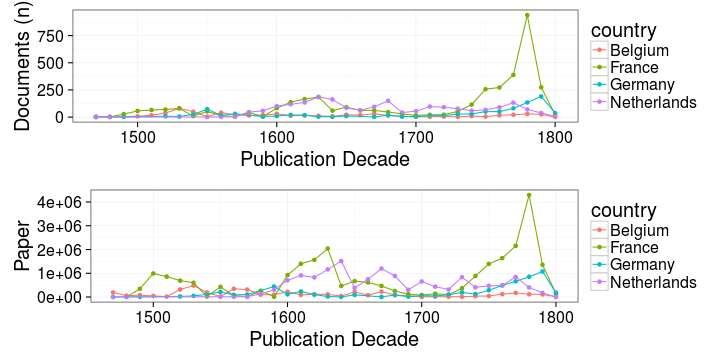 Documents (n)
750
500
250
0
1500
1600
1700
1800
Publication Decade
country
Belgium
France
Germany
Netherlands
Paper
4e+06
3e+06
2e+06
1e+06
0e+00
1500
1600
1700
1800
Publication Decade
country
Belgium
France
Germany
Netherlands